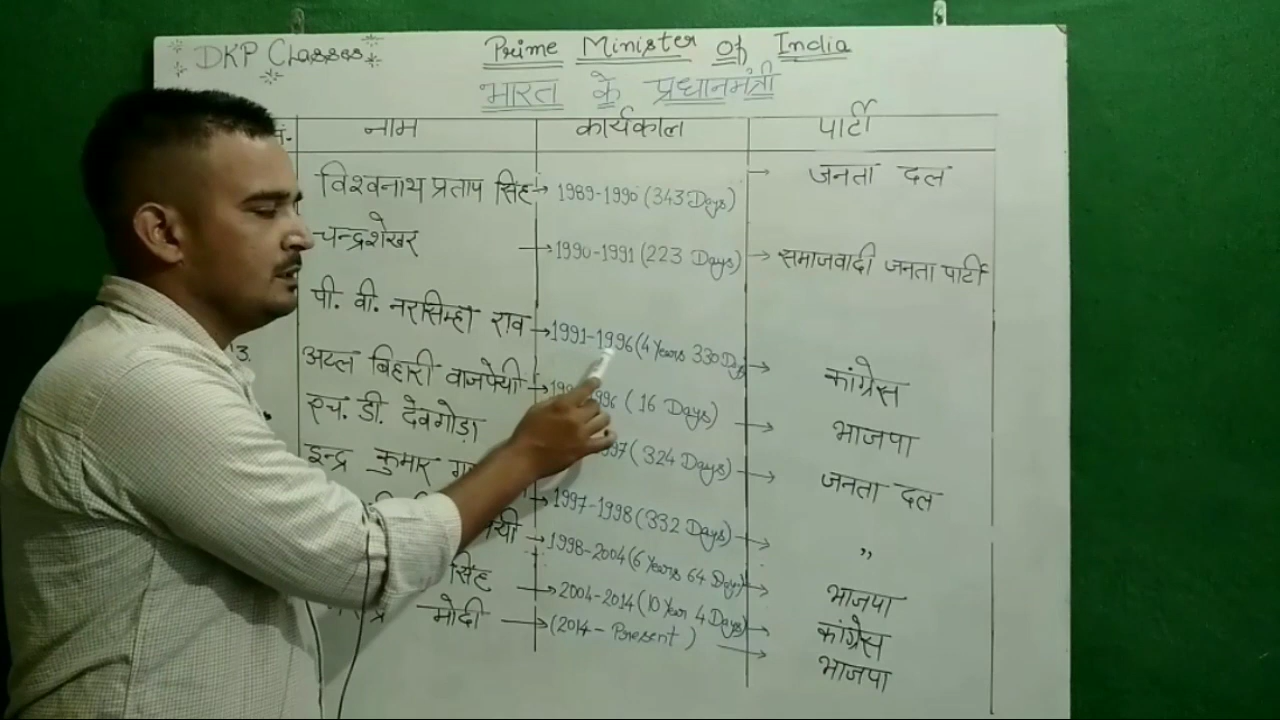 DKP Classes Prime Minister of India
भारत के प्रधानमंत्री
नाम कार्यकाल पार्टी
विश्वनाथ प्रताप सिंह → 1989-1990 (343 Days) → जनता दल
चन्द्रशेखर → 1990-1991 (223 Days) → समाजवादी जनता पार्टी
पी. वी. नरसिम्हा राव → 1991-1996 (4 Years 330 Days → कांग्रेस
3. अटल बिहारी वाजपेयी → 1996 ( 16 Days) → भाजपा
एच. डी. देवगोड़ा ( 324 Days) → जनता दल
इन्द्र कुमार → 1997-1998 (332 Days) → ”
→ 1998-2004 (6 Years 64 Days) → भाजपा
सिंह → 2004-2014 (10 Year 4 Days) → कांग्रेस
मोदी → (2014 - Present ) → भाजपा